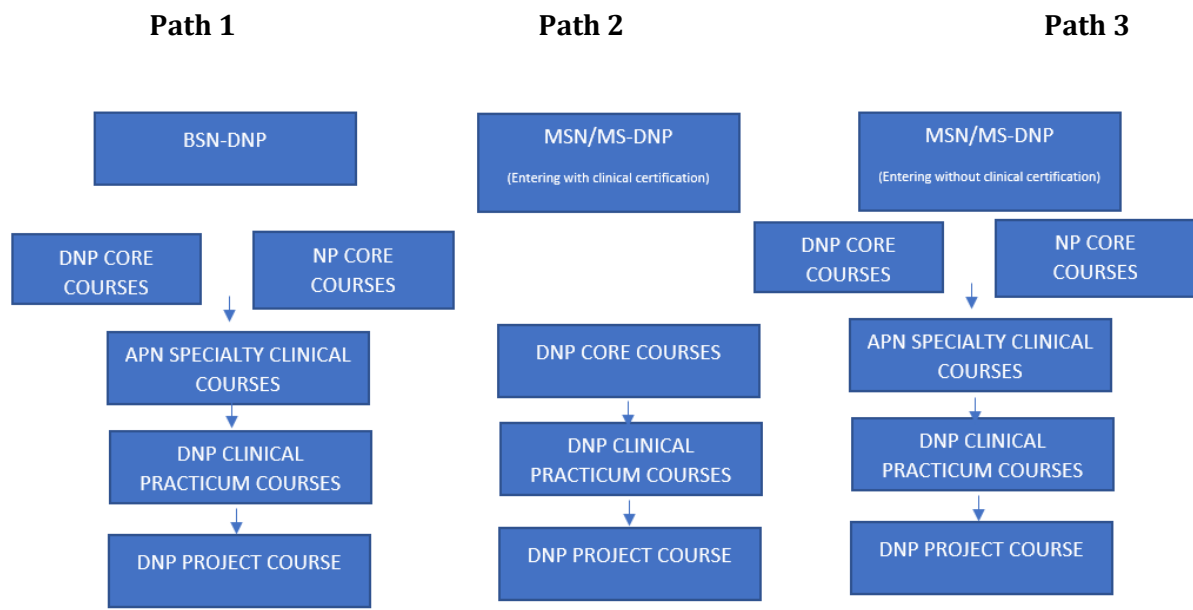 Path 1
Path 2
Path 3
BSN-DNP
MSN/MS-DNP
(Entering with clinical certification)
MSN/MS-DNP
(Entering without clinical certification)
DNP CORE
COURSES
NP CORE
COURSES
DNP CORE
COURSES
NP CORE
COURSES
APN SPECIALTY CLINICAL
COURSES
DNP CORE COURSES
APN SPECIALTY CLINICAL
COURSES
DNP CLINICAL
PRACTICUM COURSES
DNP CLINICAL
PRACTICUM COURSES
DNP CLINICAL
PRACTICUM COURSES
DNP PROJECT COURSE
DNP PROJECT COURSE
DNP PROJECT COURSE